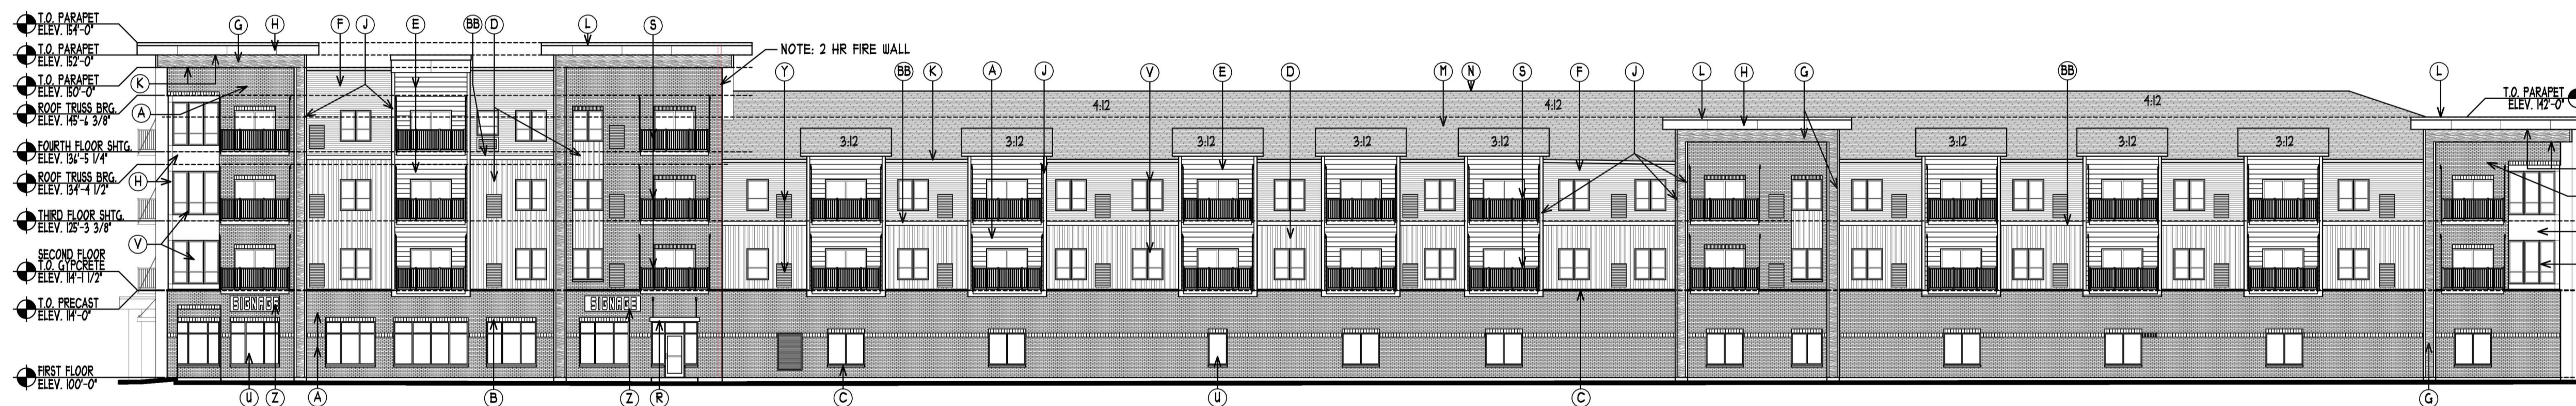 T.O. PARAPET
ELEV. 154'-0"
T.O. PARAPET
ELEV. 152'-0"
T.O. PARAPET
ELEV. 150'-0"
ROOF TRUSS BRG.
ELEV. 145'-6 3/8"
FOURTH FLOOR SHTG.
ELEV. 136'-5 1/4"
ROOF TRUSS BRG.
ELEV. 134'-4 1/2"
THIRD FLOOR SHTG.
ELEV. 125'-3 3/8"
SECOND FLOOR
T.O. GYPCRETE
ELEV. 114'-1 1/2"
T.O. PRECAST
ELEV. 114'-0"
FIRST FLOOR
ELEV. 100'-0"
G H F J E BB D L S
NOTE: 2 HR FIRE WALL
K
A
H
V
Y BB K A J V E D M N S F J L H G BB L
T.O. PARAPET
ELEV. 142'-0"
4:12 4:12 4:12
3:12 3:12 3:12 3:12 3:12 3:12 3:12 3:12
SIGNAGE SIGNAGE
U Z A B Z R C U C G